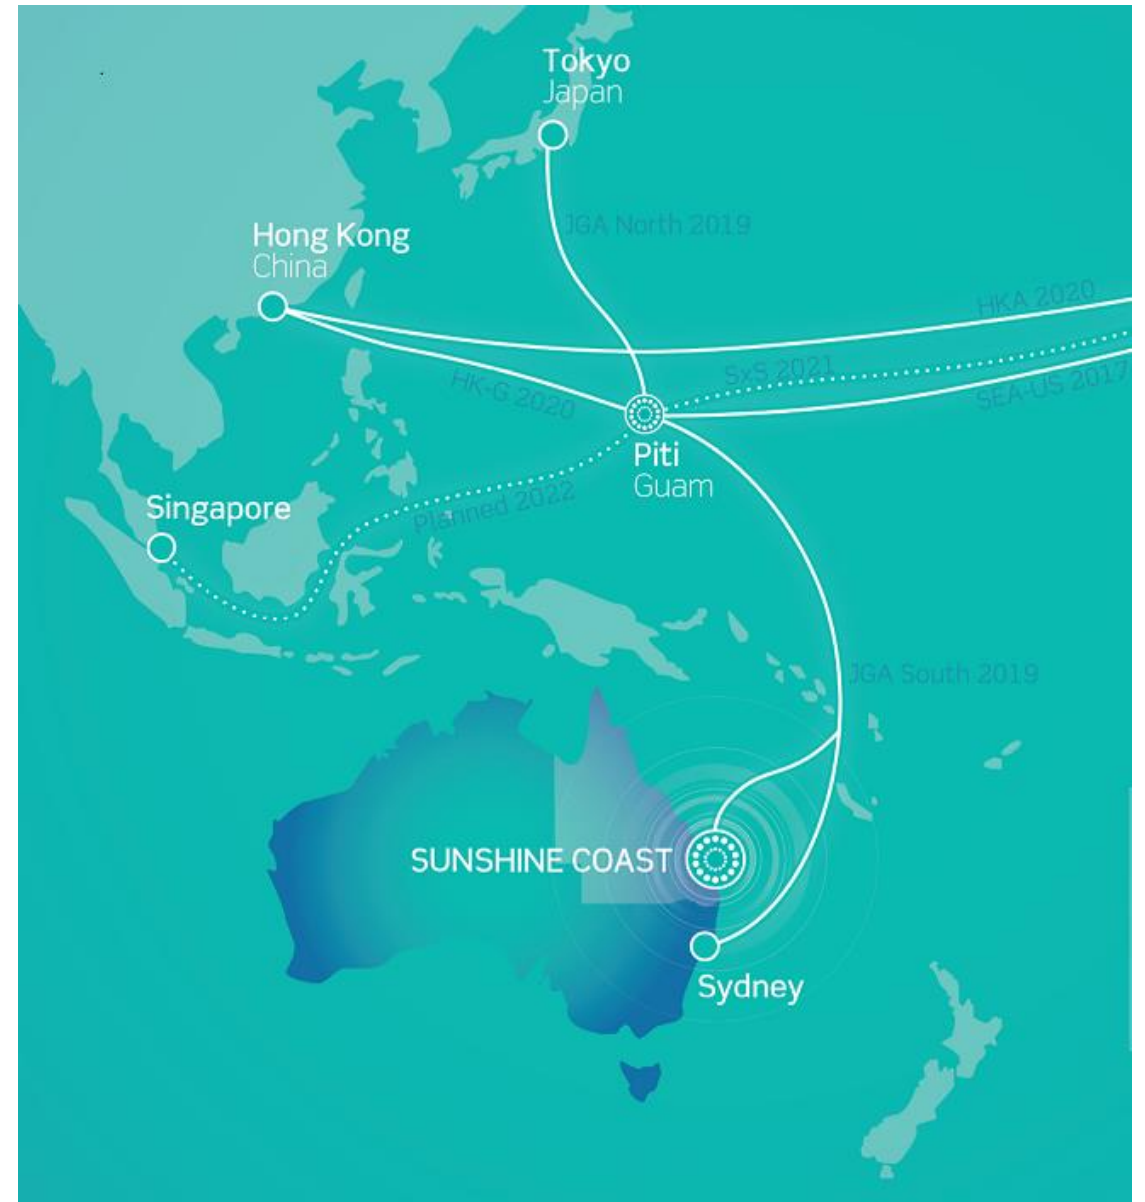 Tokyo
Japan
JGA North 2019
Hong Kong
China
HKA 2020
SxS 2021
HK-G 2020
SEA-US 2017
Piti
Guam
Planned 2022
Singapore
JGA South 2019
SUNSHINE COAST
Sydney